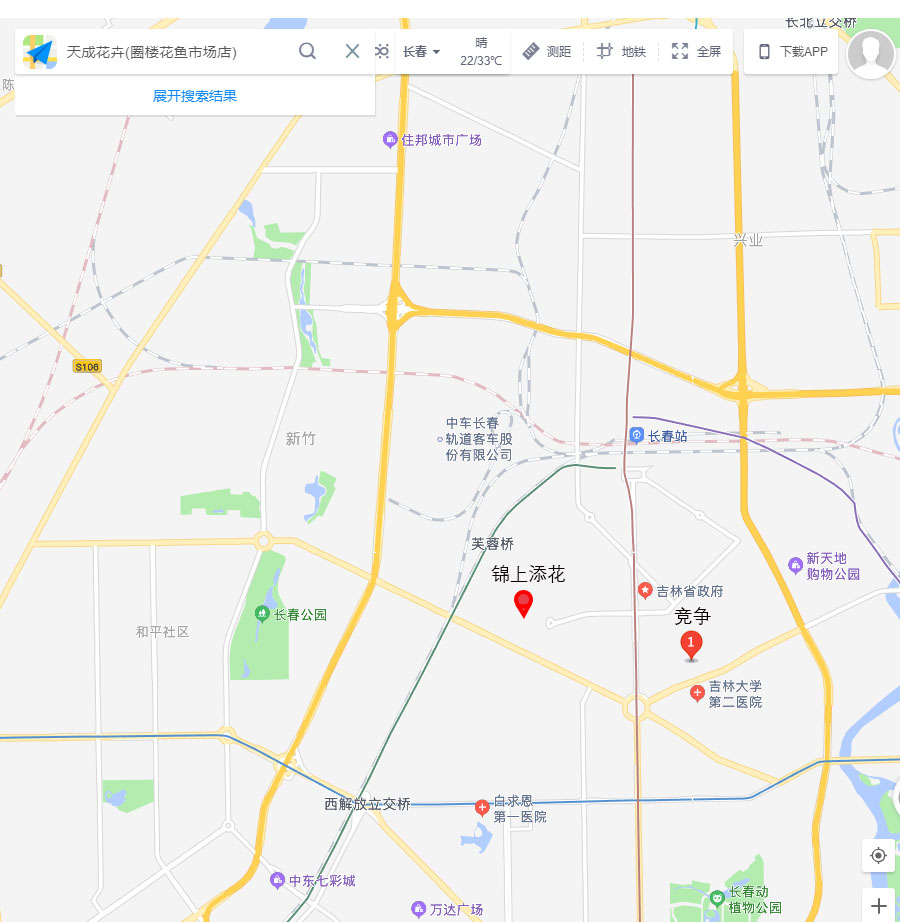 长北立交桥
天成花卉(圈楼花鱼市场店)
长春
晴
22/33℃
测距
地铁
全屏
下载APP
陈
展开搜索结果
住邦城市广场
兴业
S106
中车长春
轨道客车股
份有限公司
新竹
长春站
芙蓉桥
新天地
购物公园
锦上添花
吉林省政府
竞争
长春公园
和平社区
1
吉林大学
第二医院
西解放立交桥
白求恩
第一医院
中东七彩城
万达广场
长春动
植物公园